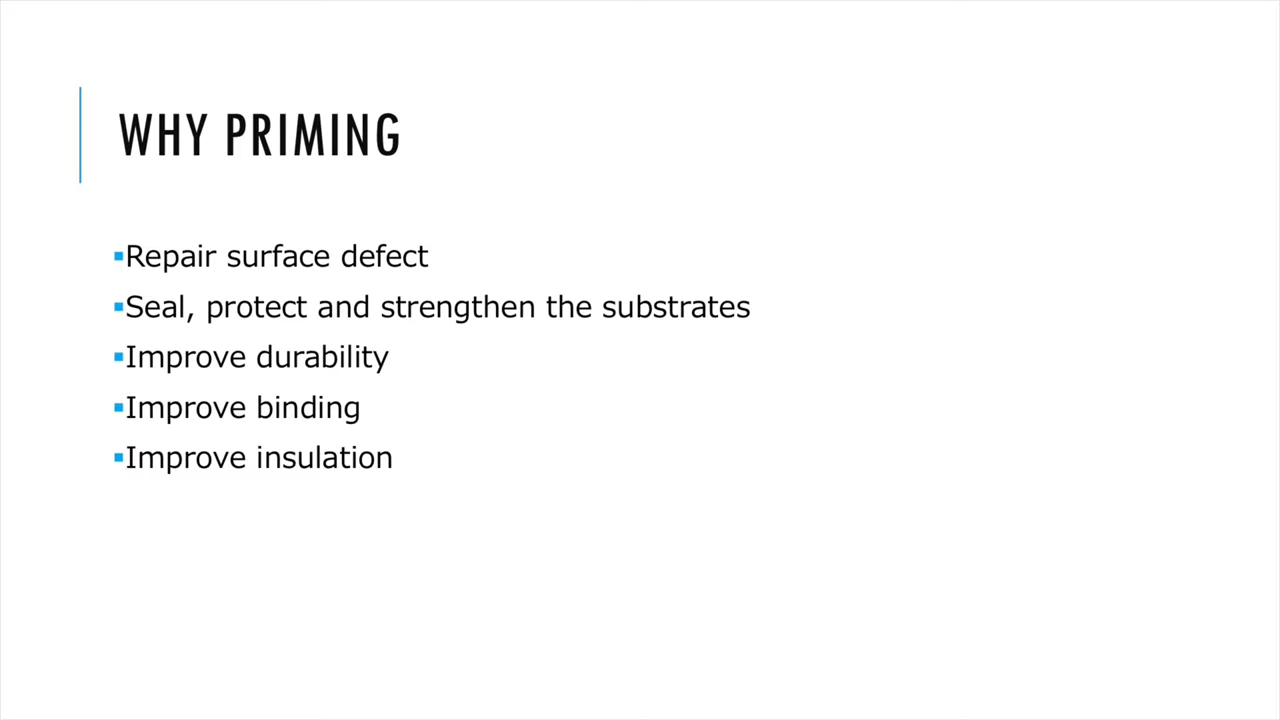 WHY PRIMING
▪Repair surface defect
▪Seal, protect and strengthen the substrates
▪Improve durability
▪Improve binding
▪Improve insulation